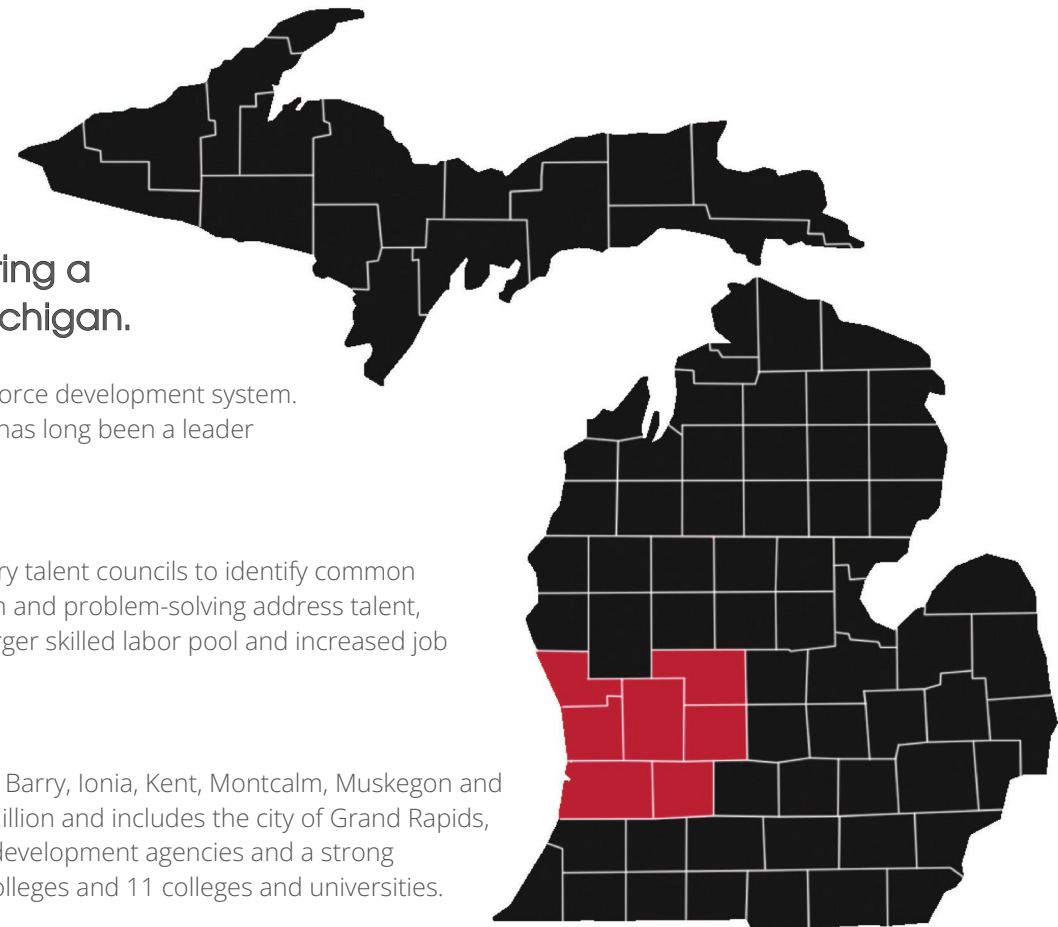 ing a
chigan.
orce development system.
has long been a leader
ry talent councils to identify common
n and problem-solving address talent,
rger skilled labor pool and increased job
Barry, Ionia, Kent, Montcalm, Muskegon and
illion and includes the city of Grand Rapids,
development agencies and a strong
olleges and 11 colleges and universities.